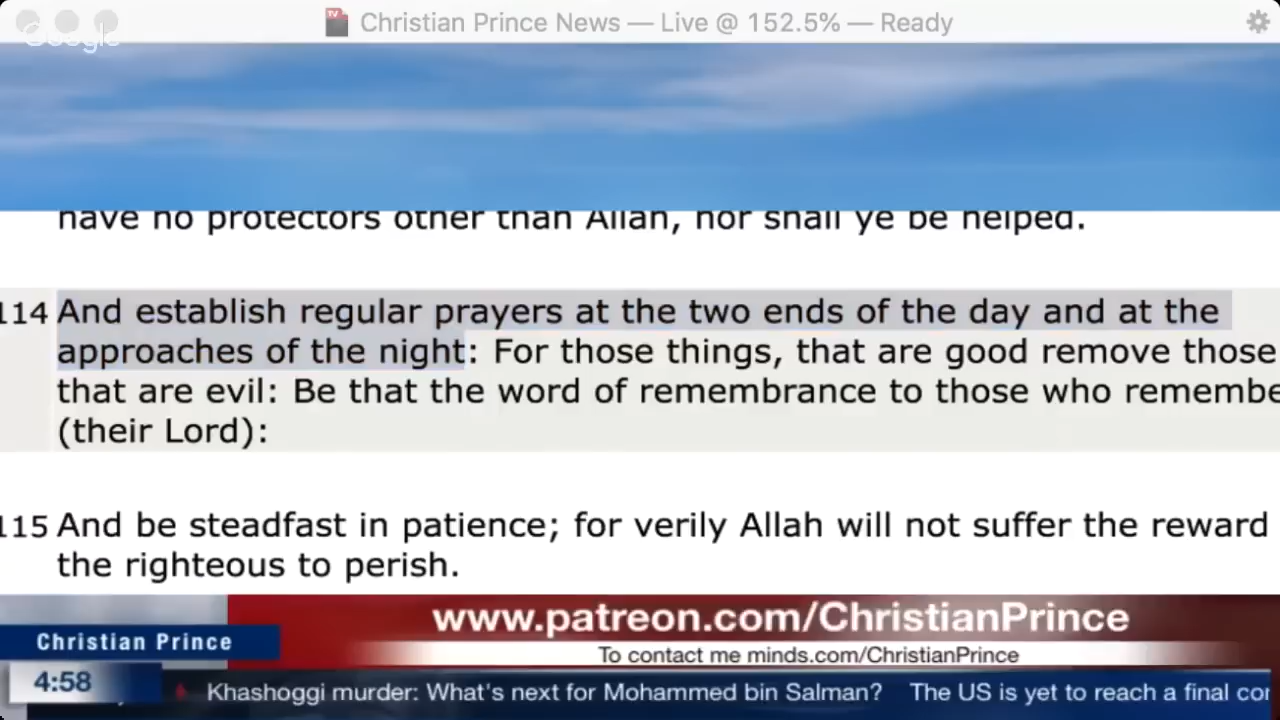 Christian Prince News — Live @ 152.5% — Ready
Google
have no protectors other than Allah, nor shall ye be helped.
114 And establish regular prayers at the two ends of the day and at the
approaches of the night: For those things, that are good remove those
that are evil: Be that the word of remembrance to those who remembe
(their Lord):
115 And be steadfast in patience; for verily Allah will not suffer the reward
the righteous to perish.
www.patreon.com/ChristianPrince
Christian Prince
To contact me minds.com/ChristianPrince
4:58
Khashoggi murder: What's next for Mohammed bin Salman? The US is yet to reach a final con